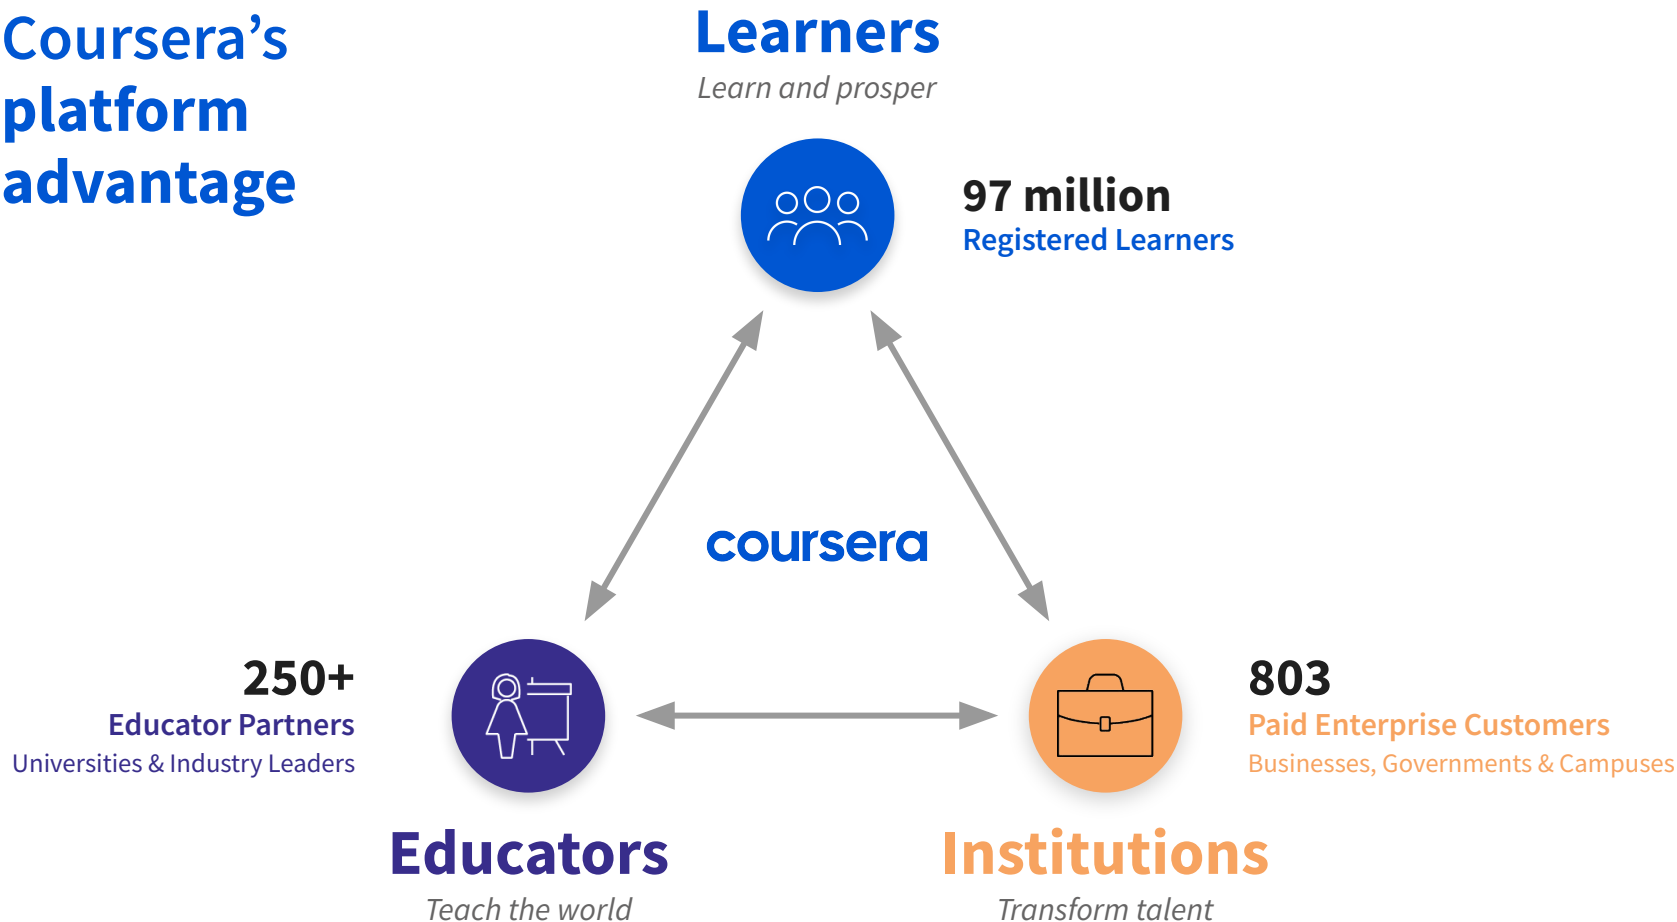 Coursera’s
platform
advantage
Learners
Learn and prosper
97 million
Registered Learners
coursera
250+
Educator Partners
Universities & Industry Leaders
Educators
Teach the world
803
Paid Enterprise Customers
Businesses, Governments & Campuses
Institutions
Transform talent